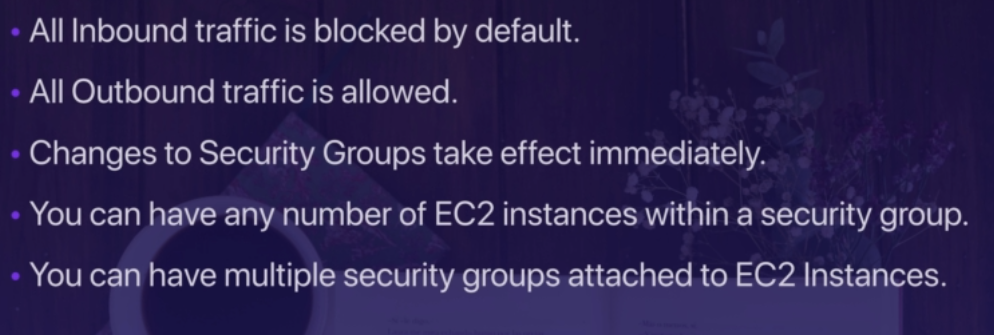 • All Inbound traffic is blocked by default.
• All Outbound traffic is allowed.
• Changes to Security Groups take effect immediately.
• You can have any number of EC2 instances within a security group.
• You can have multiple security groups attached to EC2 Instances.